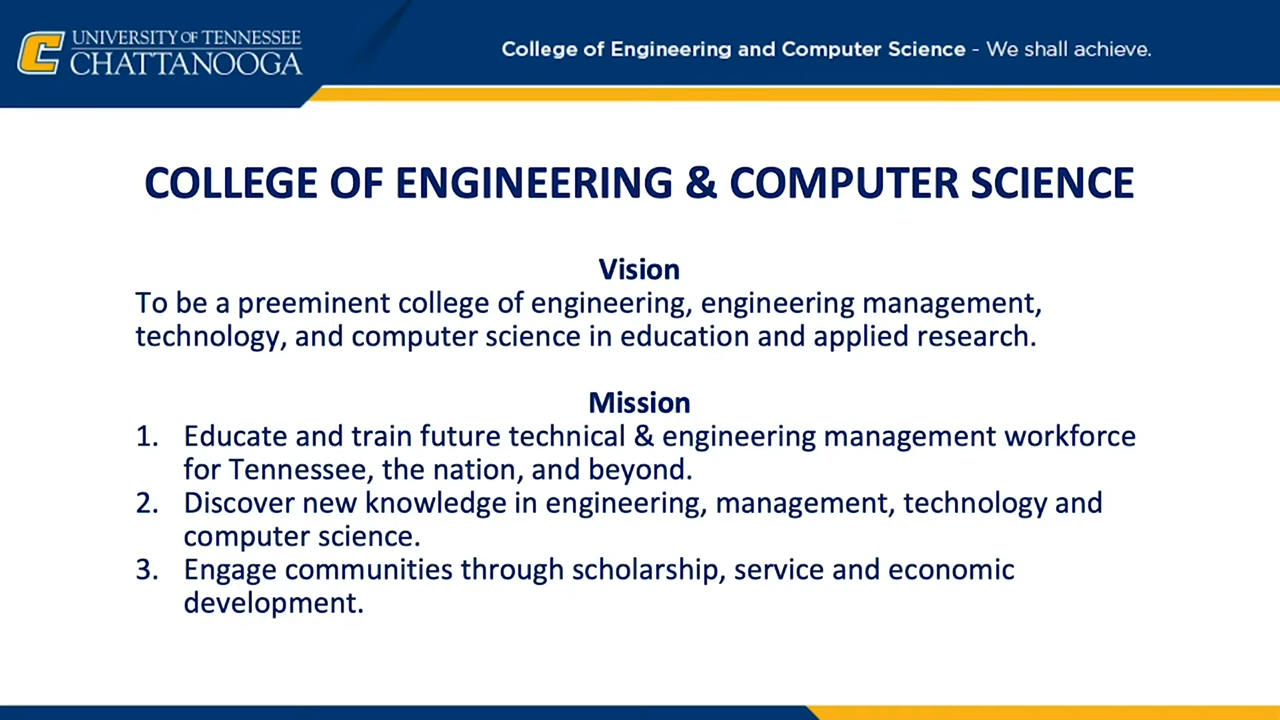 UNIVERSITY OF TENNESSEE
CHATTANOOGA
College of Engineering and Computer Science - We shall achieve.
COLLEGE OF ENGINEERING & COMPUTER SCIENCE
Vision
To be a preeminent college of engineering, engineering management,
technology, and computer science in education and applied research.
Mission
1. Educate and train future technical & engineering management workforce
for Tennessee, the nation, and beyond.
2. Discover new knowledge in engineering, management, technology and
computer science.
3. Engage communities through scholarship, service and economic
development.